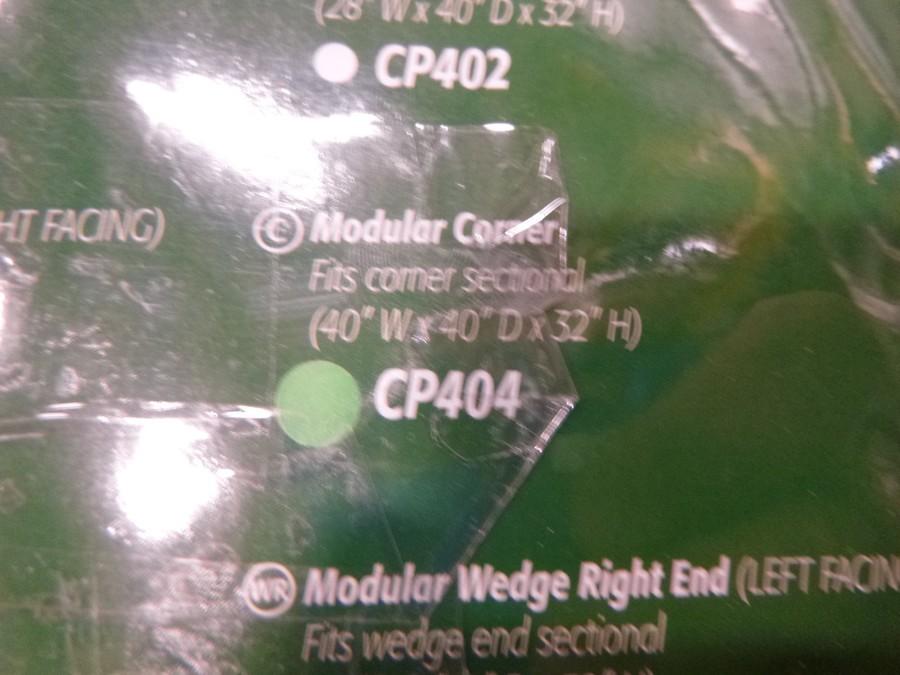 (28" W x 40" D x 32" H)
CP402
HT FACING)
C Modular Corner
Fits corner sectional
(40" W x 40" D x 32" H)
CP404
WR Modular Wedge Right End (LEFT FACIN
Fits wedge end sectional